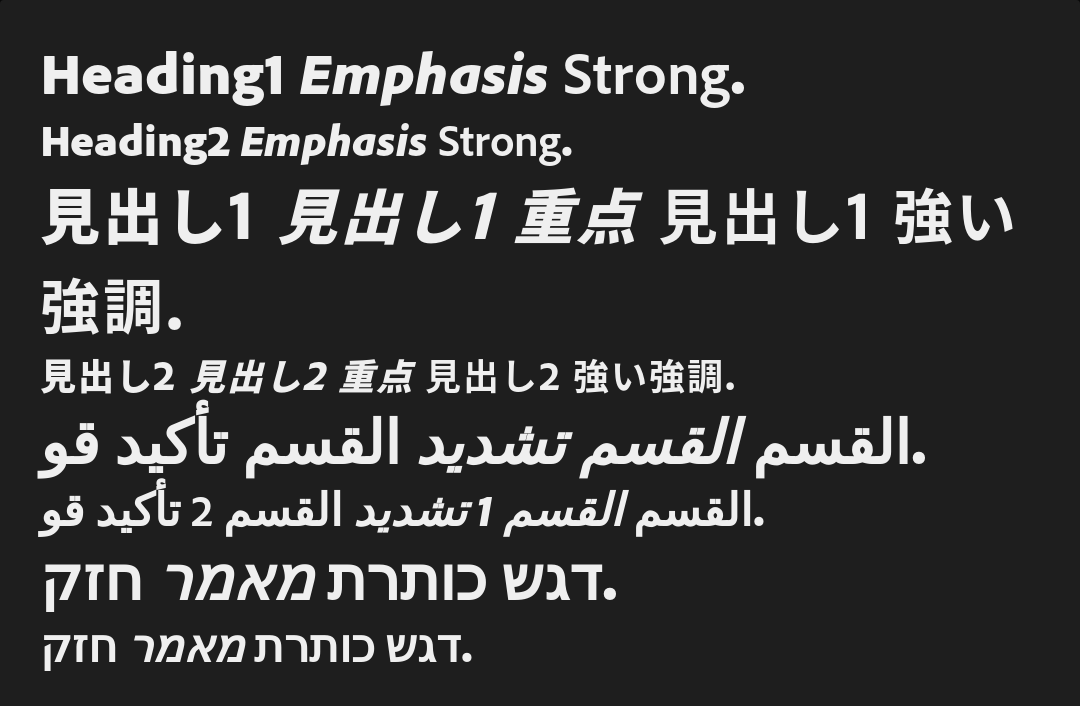 Heading1 Emphasis Strong.
Heading2 Emphasis Strong.
見出し1 見出し1 重点 見出し1 強い
強調.
見出し2 見出し2 重点 見出し2 強い強調.
القسم القسم تشديد القسم تأكيد قو.
القسم القسم 1 تشديد القسم 2 تأكيد قو.
דגש כותרת מאמר חזק.
דגש כותרת מאמר חזק.